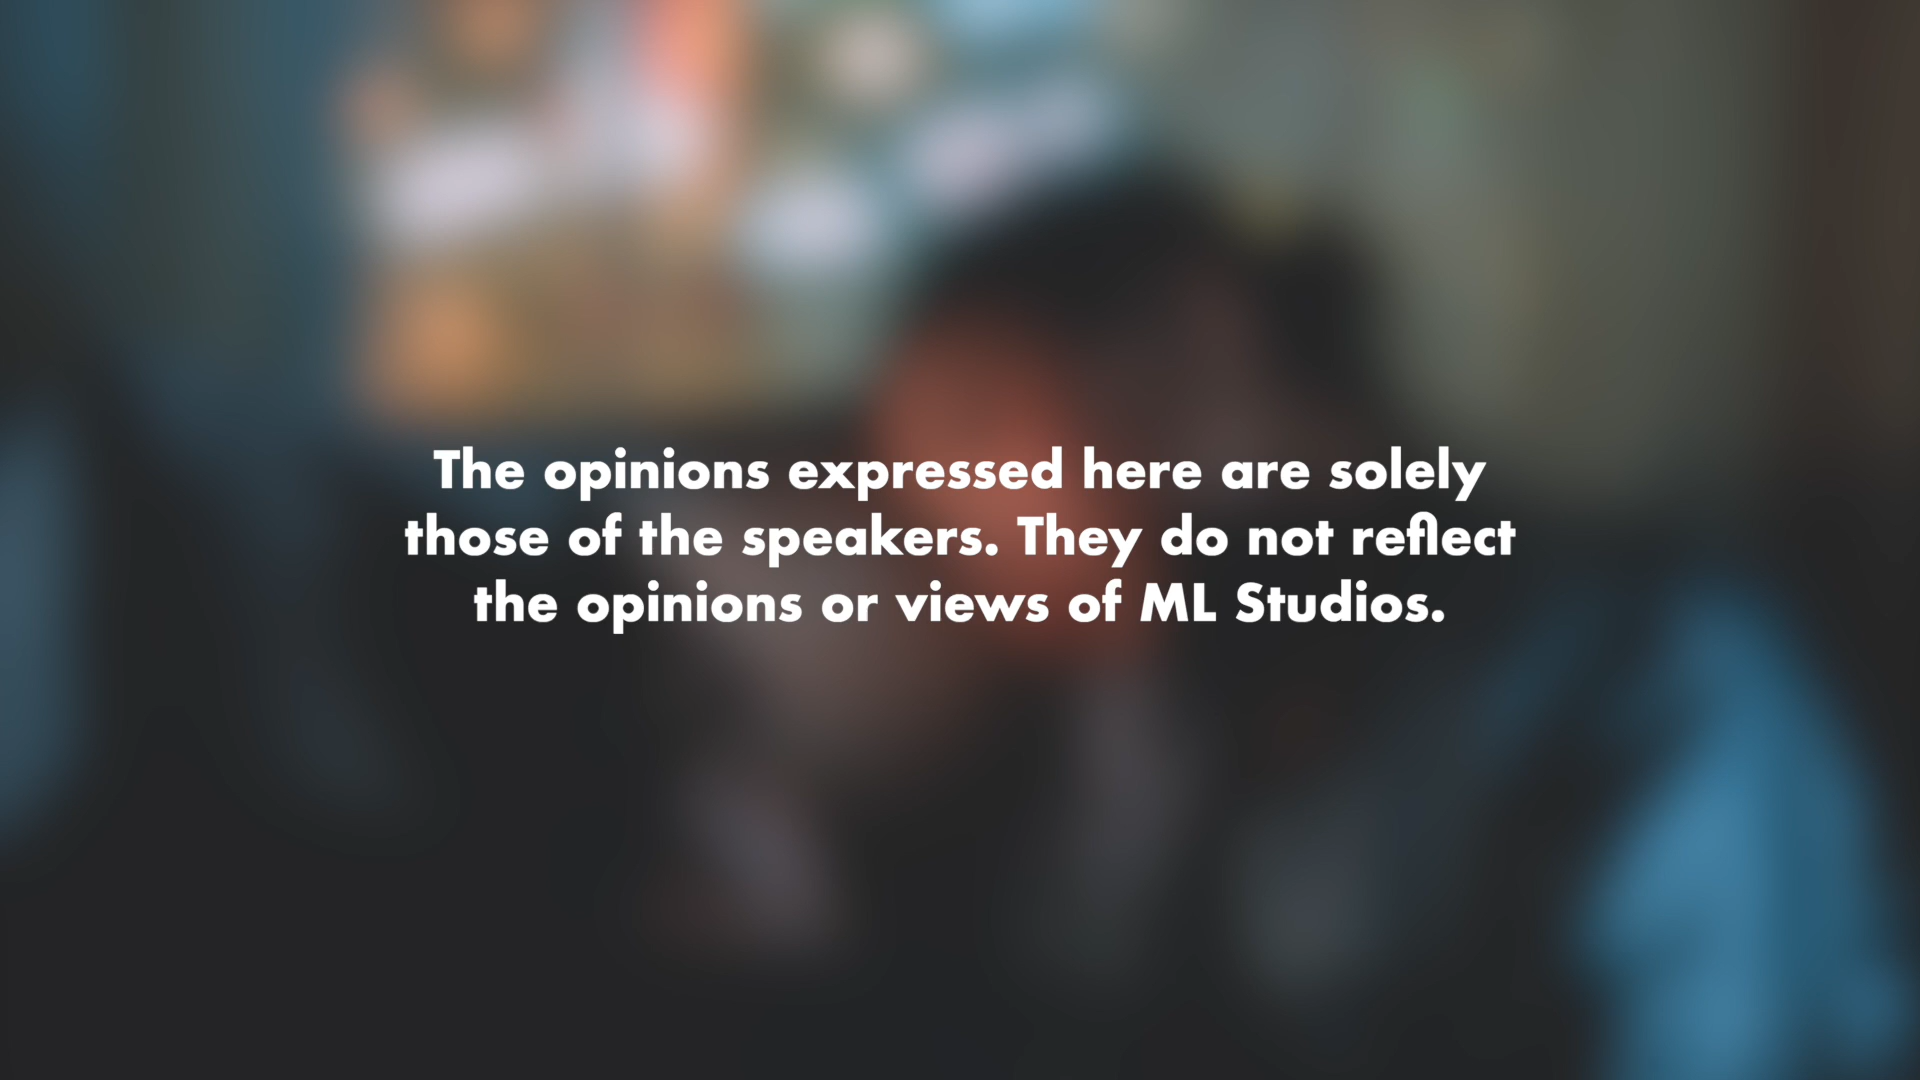 The opinions expressed here are solely
those of the speakers. They do not reflect
the opinions or views of ML Studios.